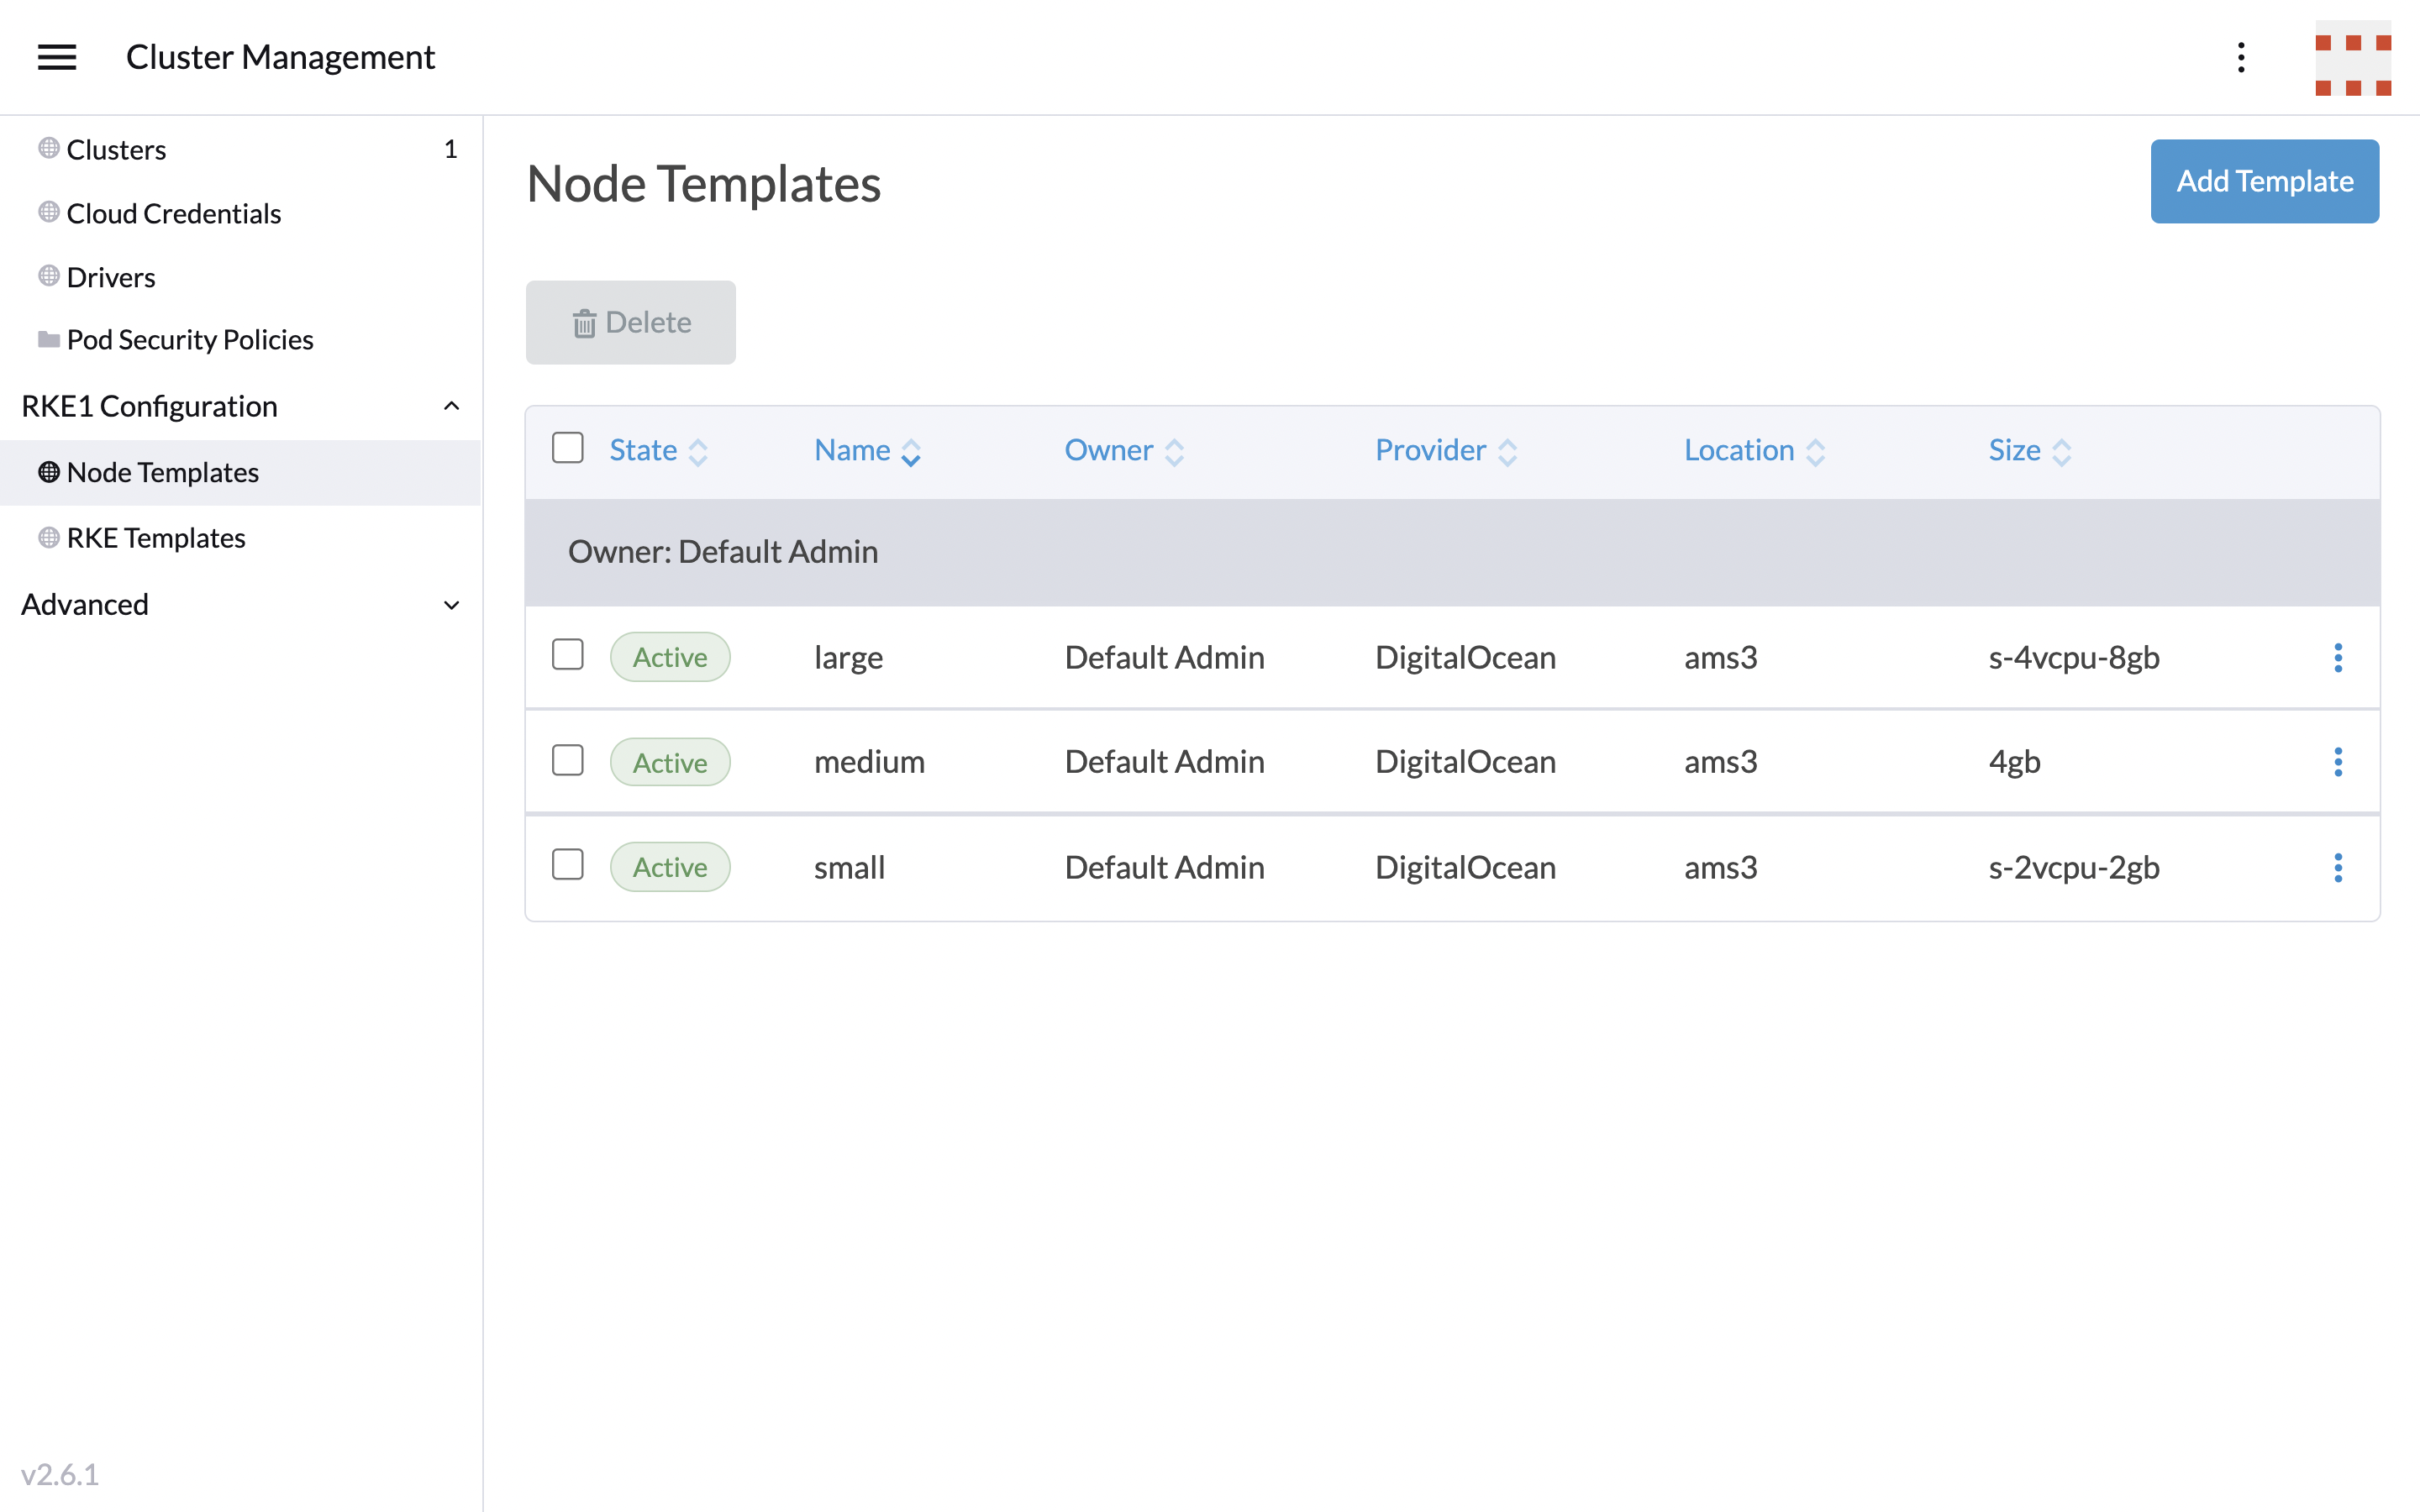 Cluster Management
Clusters 1
Cloud Credentials
Drivers
Pod Security Policies
RKE1 Configuration
Node Templates
RKE Templates
Advanced
v2.6.1
Node Templates
Add Template
Delete
State Name Owner Provider Location Size
Owner: Default Admin
Active large Default Admin DigitalOcean ams3 s-4vcpu-8gb
Active medium Default Admin DigitalOcean ams3 4gb
Active small Default Admin DigitalOcean ams3 s-2vcpu-2gb